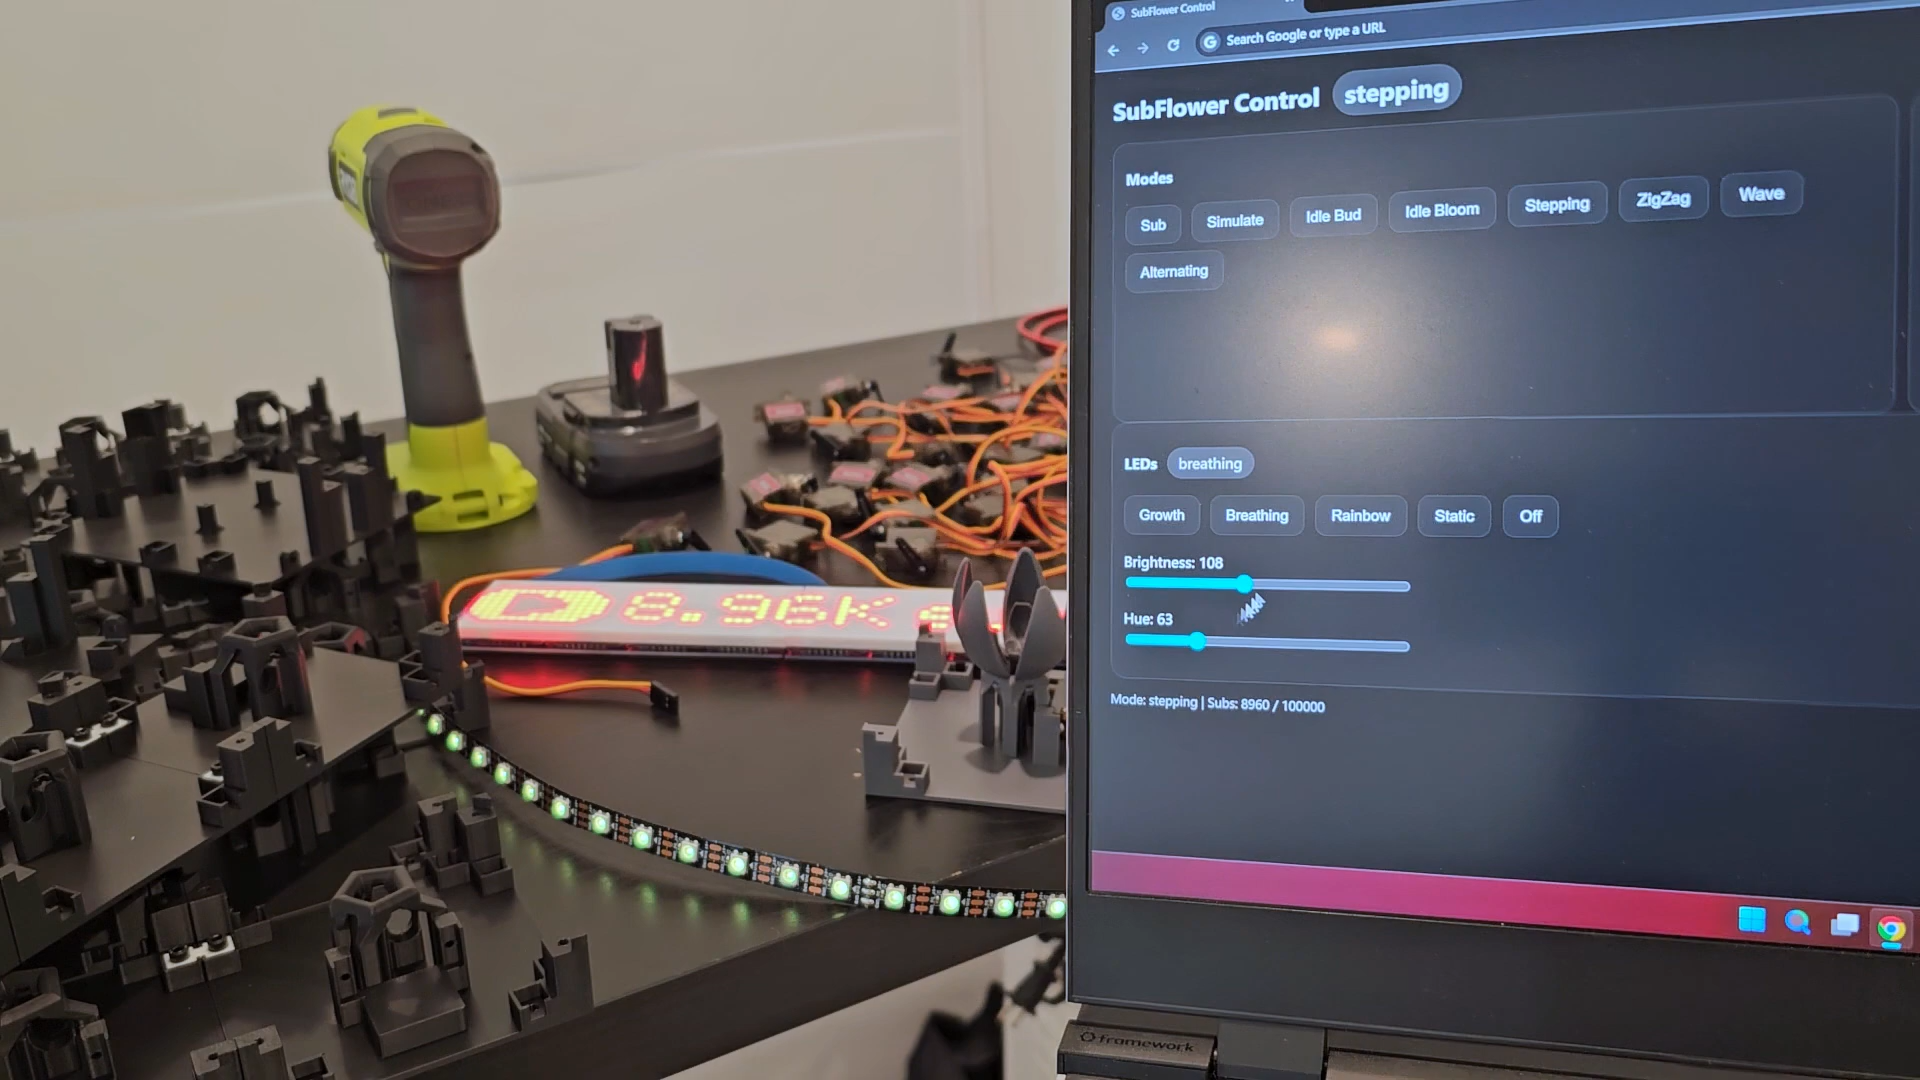 SubFlower Control
Search Google or type a URL
SubFlower Control stepping
Modes
Sub Simulate Idle Bud Idle Bloom Stepping ZigZag Wave
Alternating
LEDs breathing
Growth Breathing Rainbow Static Off
Brightness: 108
Hue: 63
Mode: stepping | Subs: 8960 / 100000
8.96K
framework